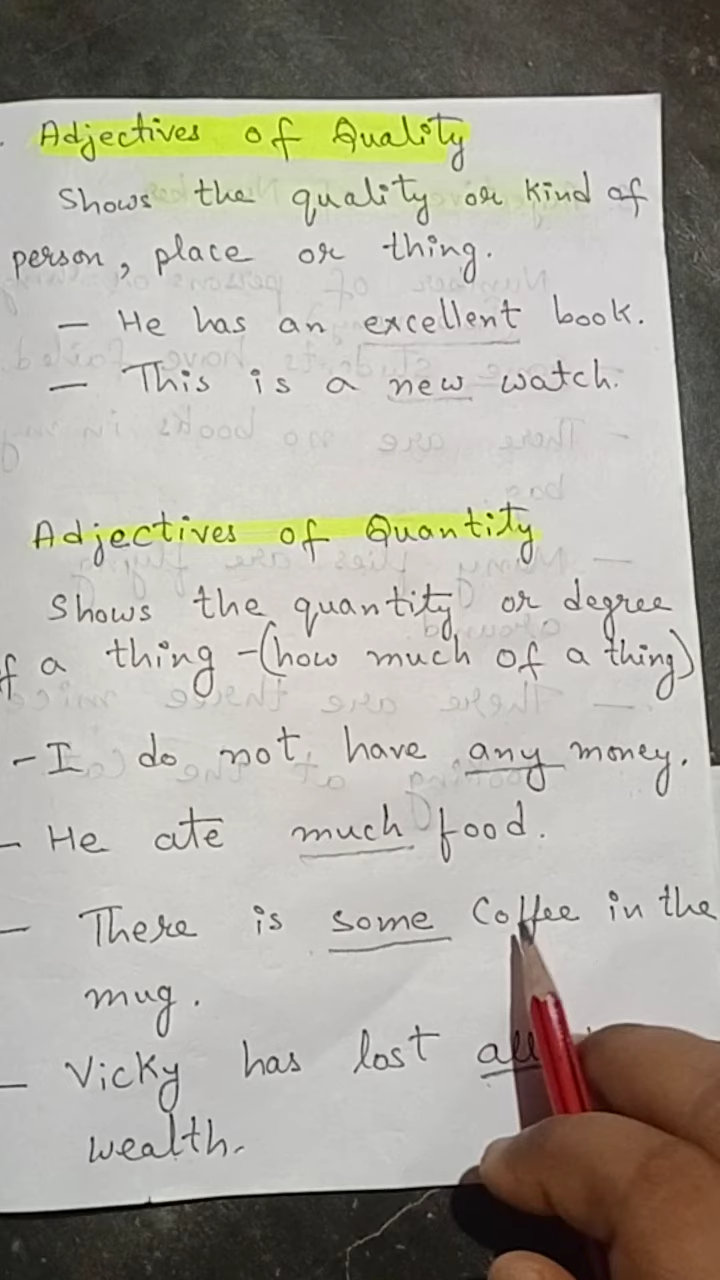 Adjectives of Quality
Shows the quality or kind of
person, place or thing.
— He has an excellent book.
— This is a new watch.
Adjectives of Quantity
Shows the quantity or degree
of a thing - (how much of a thing)
- I do not have any money.
- He ate much food.
- There is some Coffee in the
mug.
- Vicky has lost all
wealth.